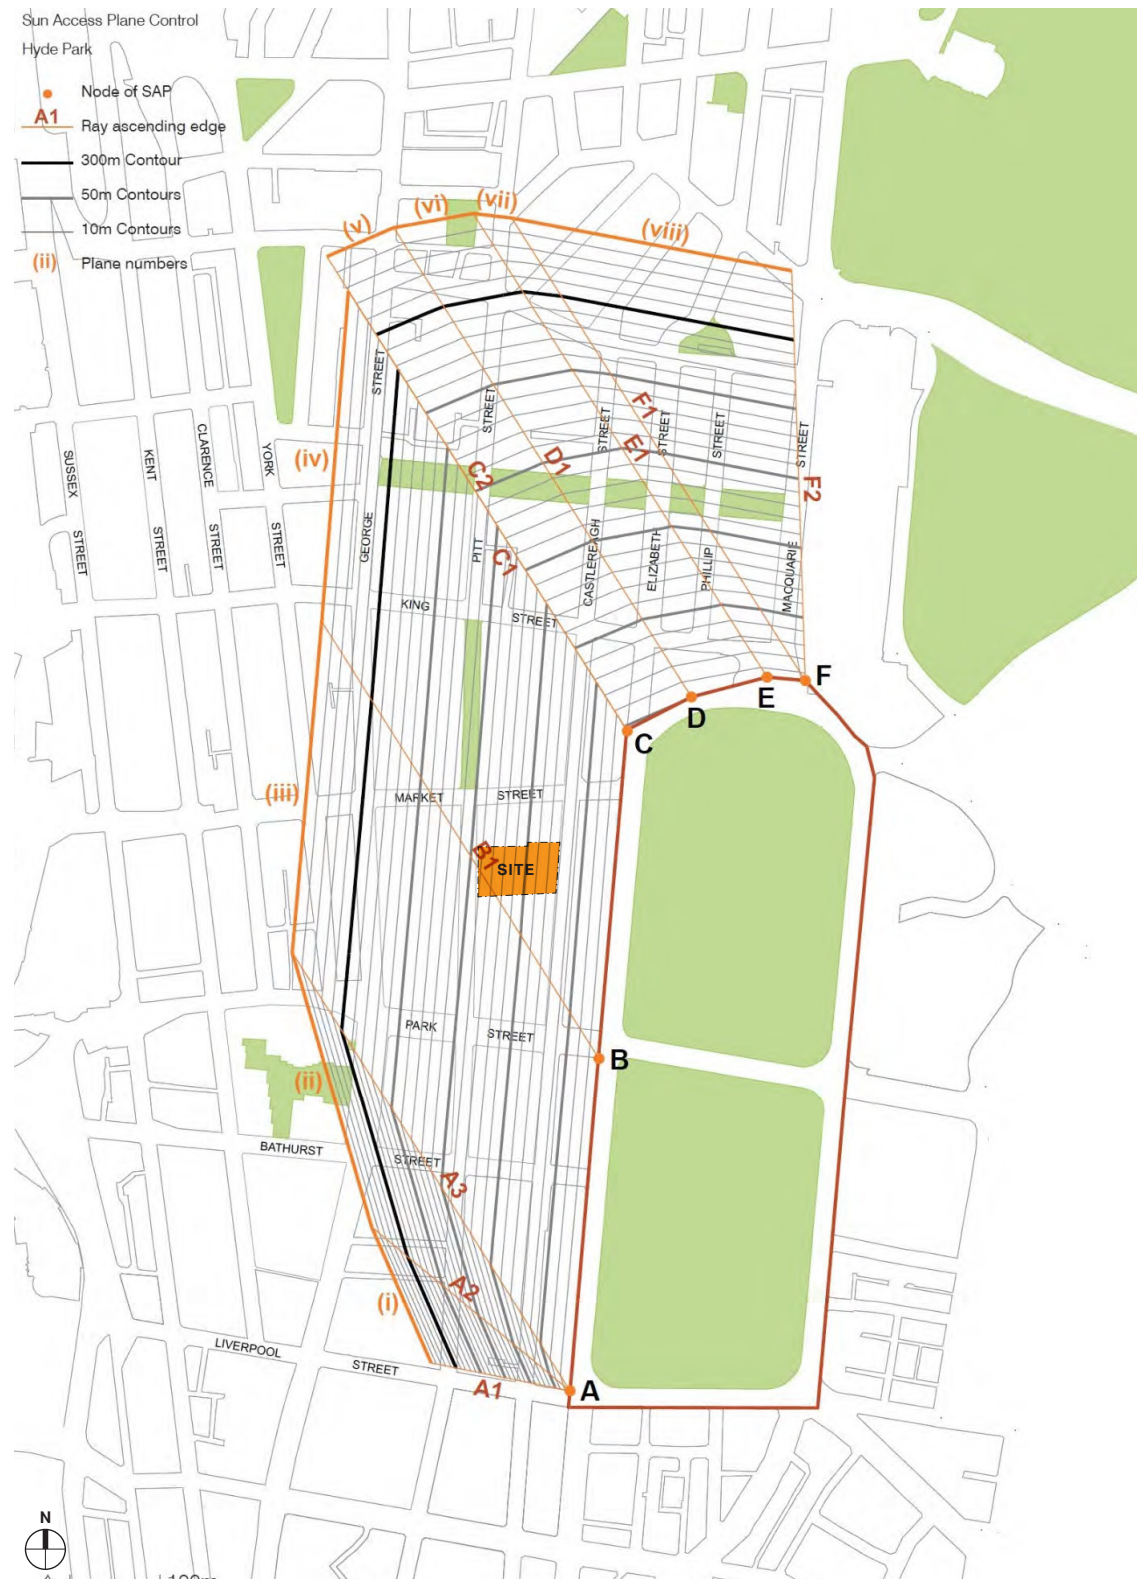 Sun Access Plane Control
Hyde Park
Node of SAP
A1
Ray ascending edge
300m Contour
50m Contours
10m Contours
(ii)
Plane numbers
(v)
(vi)
(vii)
(viii)
STREET
STREET
F1
STREET
STREET
STREET
STREET
E1
D1
C2
F2
(iv)
SUSSEX
KENT
CLARENCE
YORK
STREET
STREET
STREET
STREET
GEORGE
PITT
C1
CASTLEREAGH
ELIZABETH
PHILLIP
MACQUARIE
KING
STREET
F
E
D
C
(iii)
MARKET
STREET
B1
SITE
PARK
STREET
B
(ii)
BATHURST
STREET
A3
A2
(i)
LIVERPOOL
STREET
A1
A
N